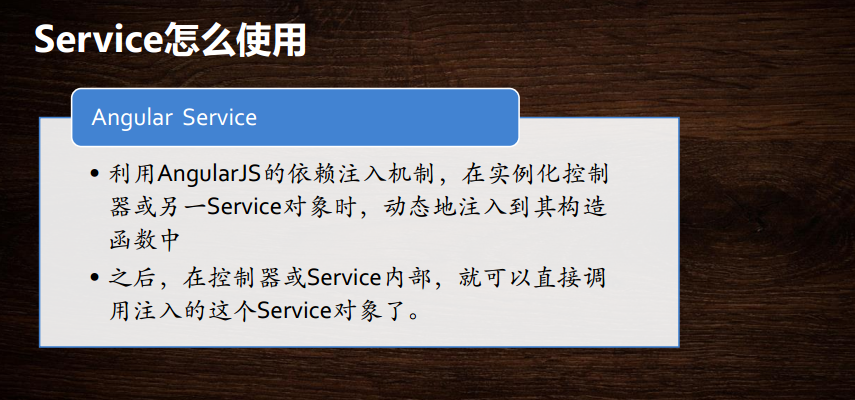 Service怎么使用
Angular Service
• 利用AngularJS的依赖注入机制，在实例化控制
器或另一Service对象时，动态地注入到其构造
函数中
• 之后，在控制器或Service内部，就可以直接调
用注入的这个Service对象了。